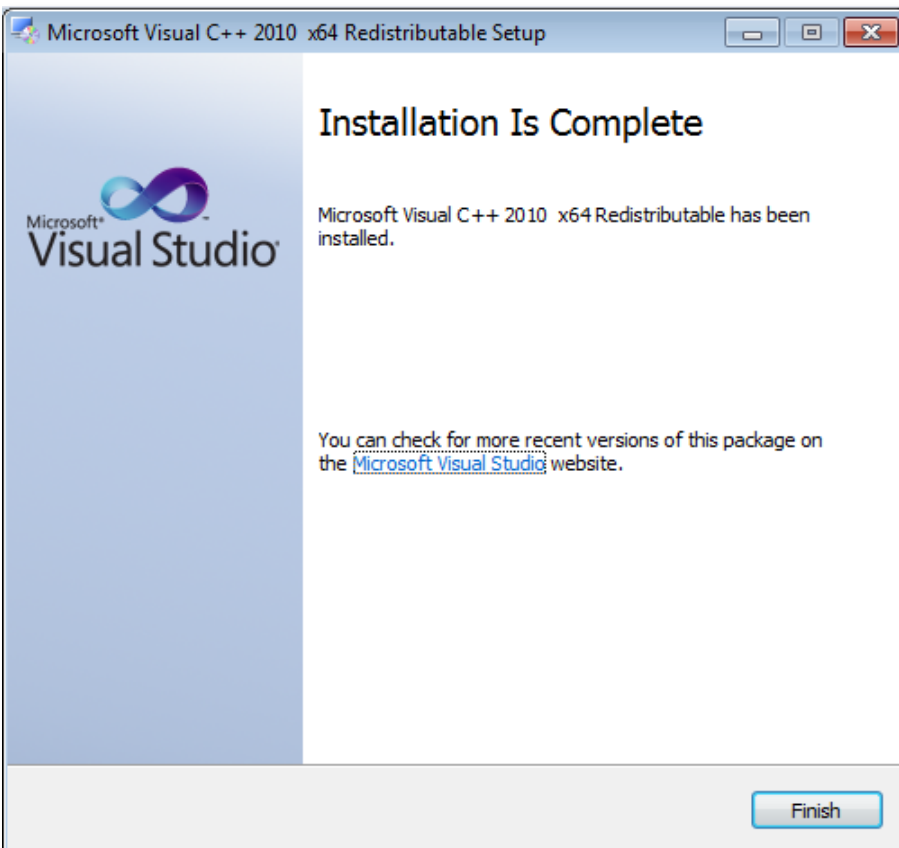 Microsoft Visual C++ 2010 x64 Redistributable Setup
Installation Is Complete
Microsoft Visual C++ 2010 x64 Redistributable has been
installed.
Microsoft®
Visual Studio
You can check for more recent versions of this package on
the Microsoft Visual Studio website.
Finish